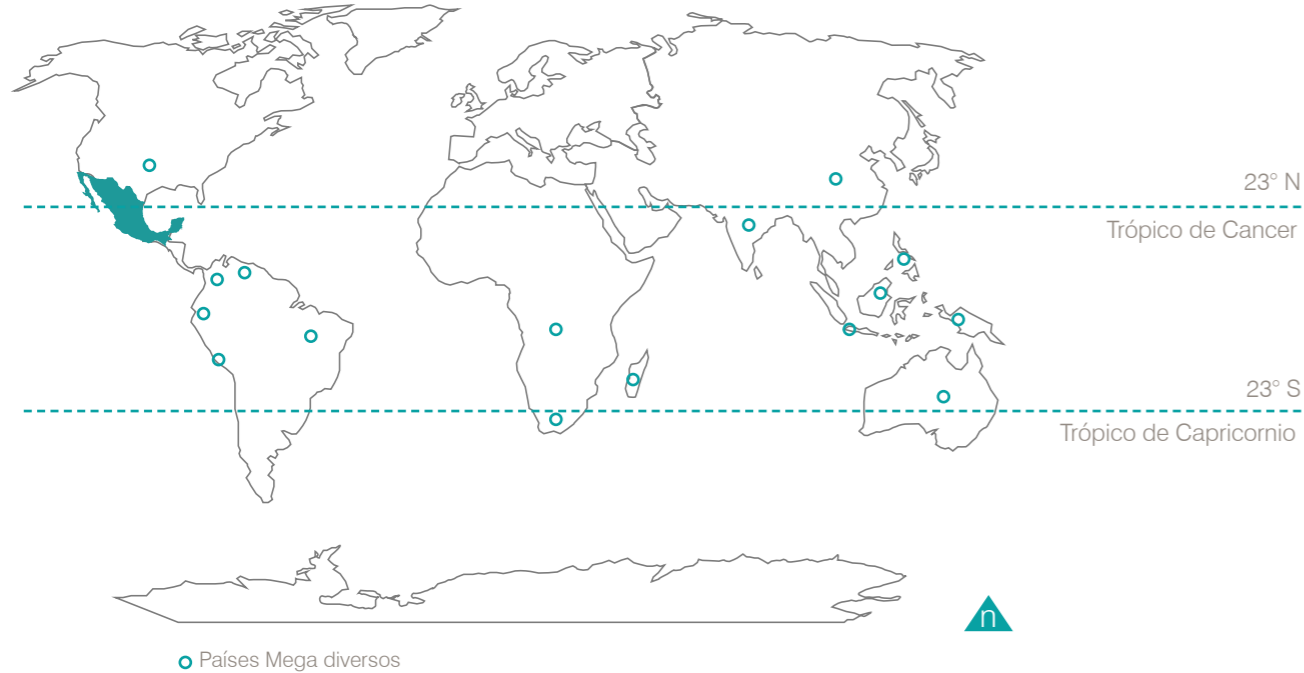 23° N
Trópico de Cancer
23° S
Trópico de Capricornio
n
Países Mega diversos